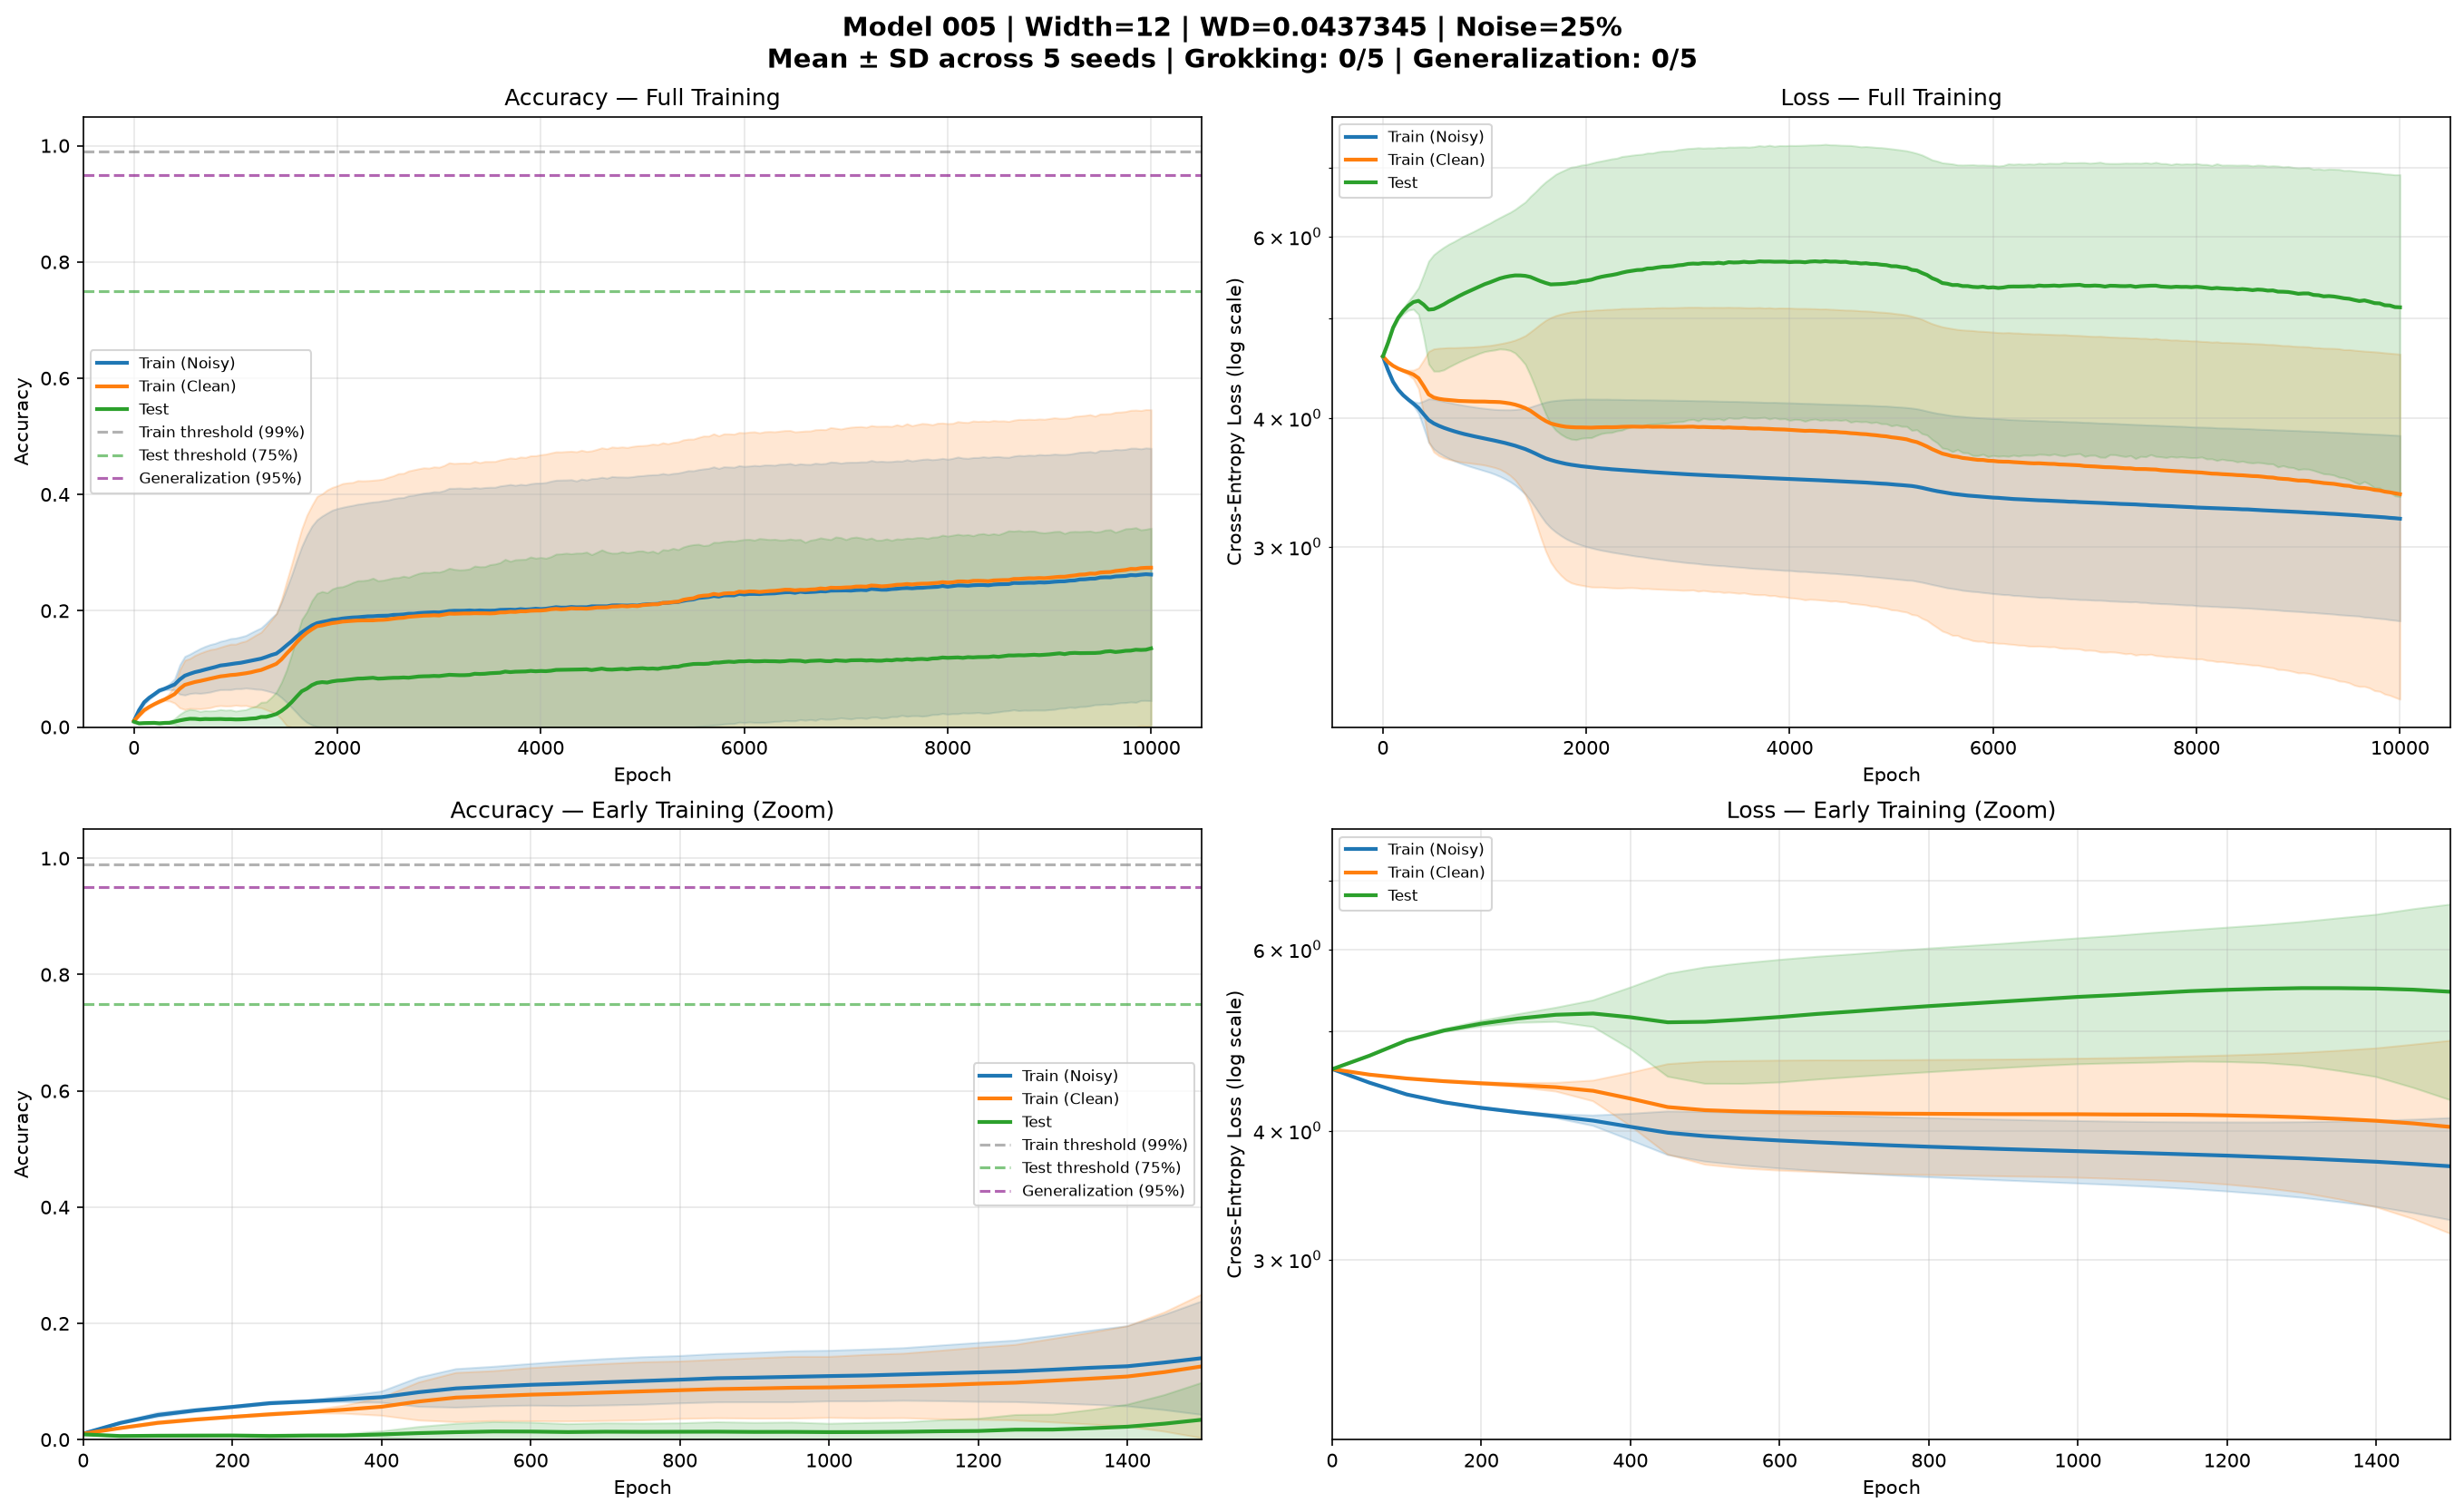 Model 005 | Width=12 | WD=0.0437345 | Noise=25%
Mean ± SD across 5 seeds | Grokking: 0/5 | Generalization: 0/5
Accuracy — Full Training
Accuracy
1.0
0.8
0.6
0.4
0.2
0.0
Train (Noisy)
Train (Clean)
Test
Train threshold (99%)
Test threshold (75%)
Generalization (95%)
0 2000 4000 6000 8000 10000
Epoch
Loss — Full Training
Cross-Entropy Loss (log scale)
Train (Noisy)
Train (Clean)
Test
6 × 10⁰
4 × 10⁰
3 × 10⁰
0 2000 4000 6000 8000 10000
Epoch
Accuracy — Early Training (Zoom)
Accuracy
1.0
0.8
0.6
0.4
0.2
0.0
Train (Noisy)
Train (Clean)
Test
Train threshold (99%)
Test threshold (75%)
Generalization (95%)
0 200 400 600 800 1000 1200 1400
Epoch
Loss — Early Training (Zoom)
Cross-Entropy Loss (log scale)
Train (Noisy)
Train (Clean)
Test
6 × 10⁰
4 × 10⁰
3 × 10⁰
0 200 400 600 800 1000 1200 1400
Epoch